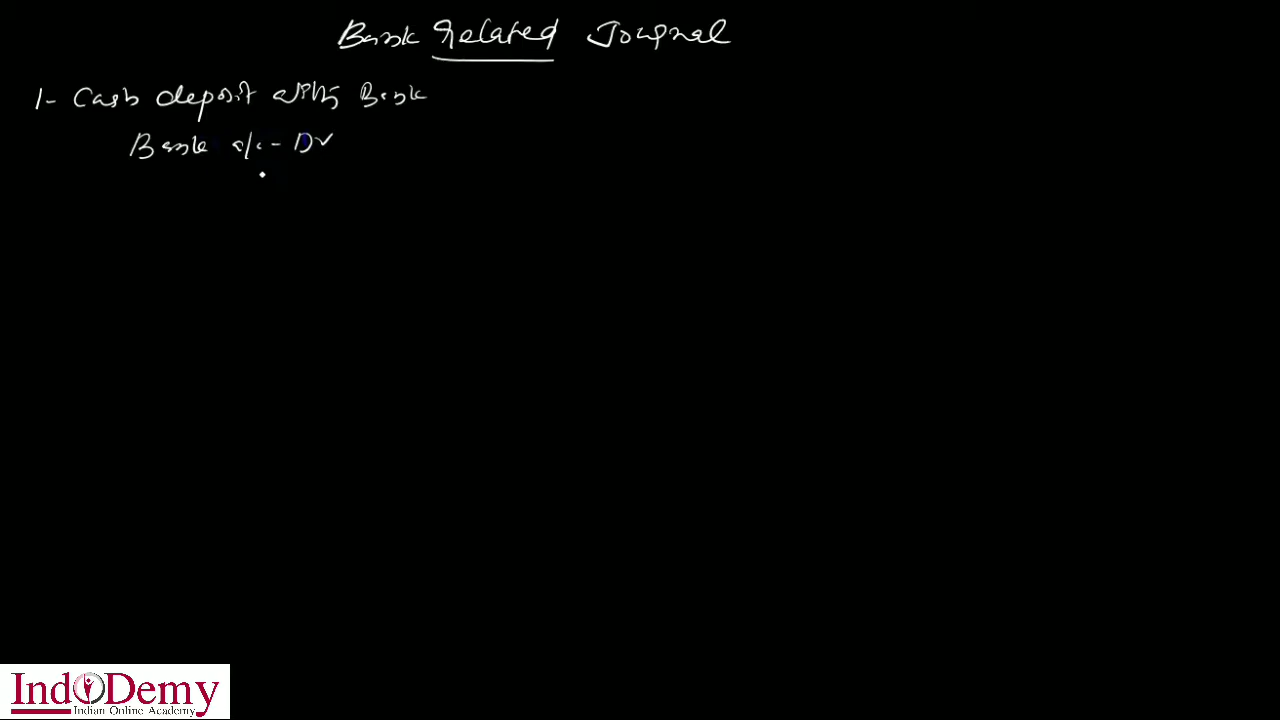 Bank Related Journal
1- Cash deposit with Bank
Bank a/c - Dr
IndoDemy
Indian Online Academy